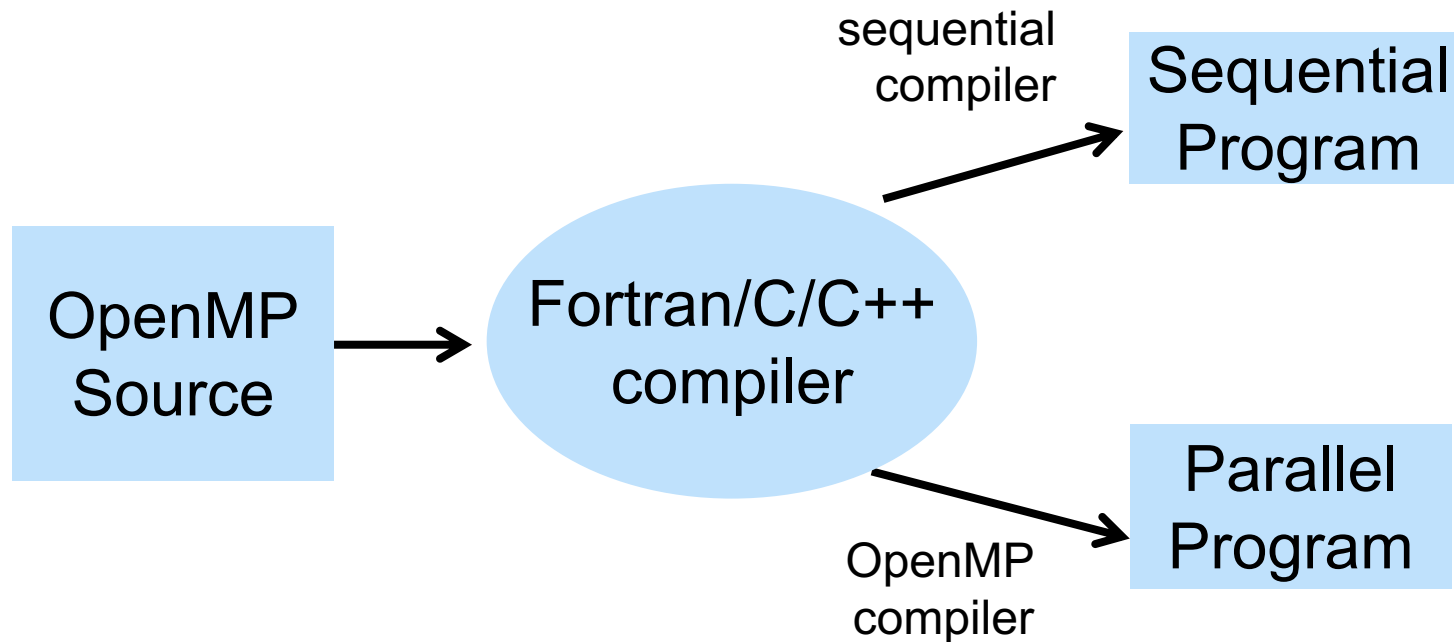 OpenMP
Source
Fortran/C/C++
compiler
sequential
compiler
Sequential
Program
OpenMP
compiler
Parallel
Program